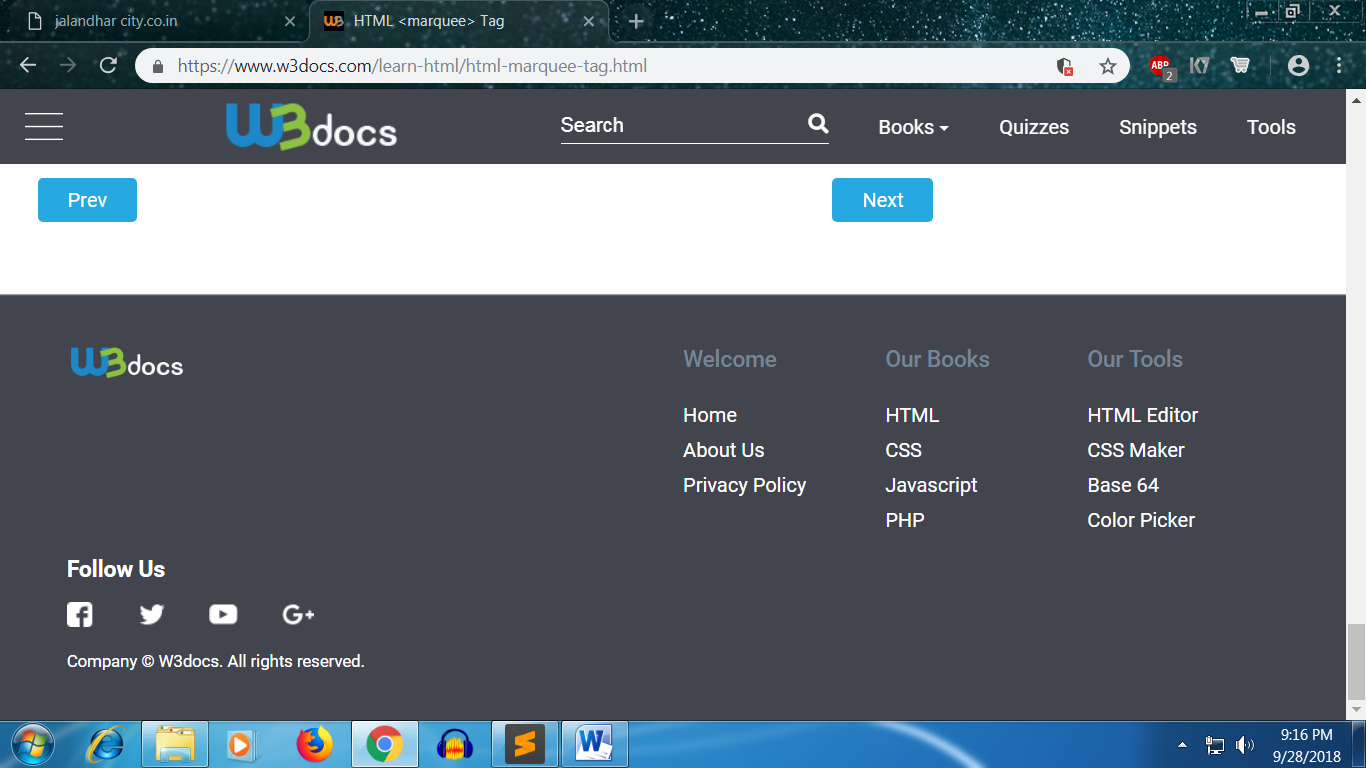 jalandhar city.co.in
HTML <marquee> Tag
https://www.w3docs.com/learn-html/html-marquee-tag.html
ABP
2
W3docs
Search
Books
Quizzes
Snippets
Tools
Prev
Next
W3docs
Welcome
Home
About Us
Privacy Policy
Our Books
HTML
CSS
Javascript
PHP
Our Tools
HTML Editor
CSS Maker
Base 64
Color Picker
Follow Us
G+
Company © W3docs. All rights reserved.
9:16 PM
9/28/2018